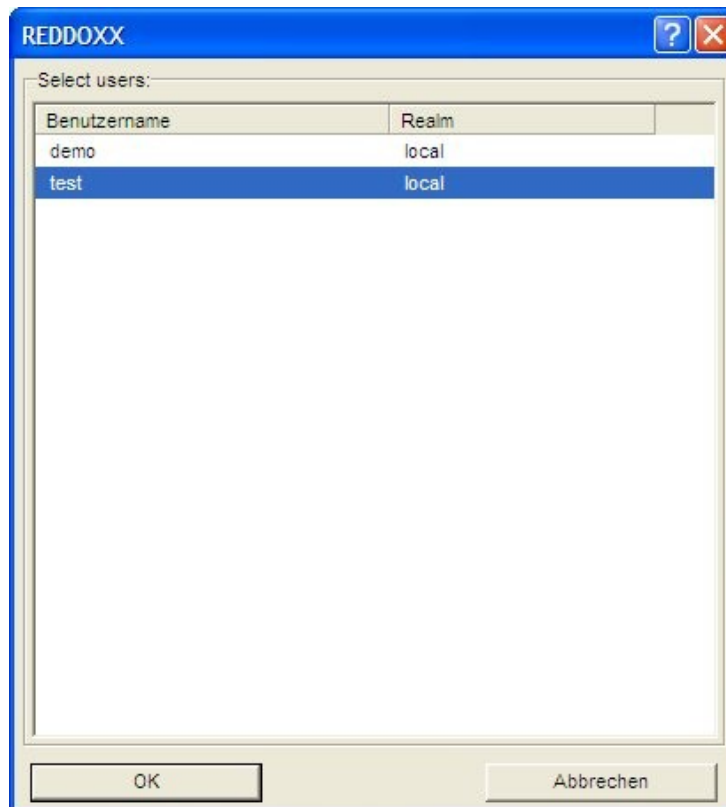 REDDOXX
Select users:
Benutzername Realm
demo local
test local
OK Abbrechen